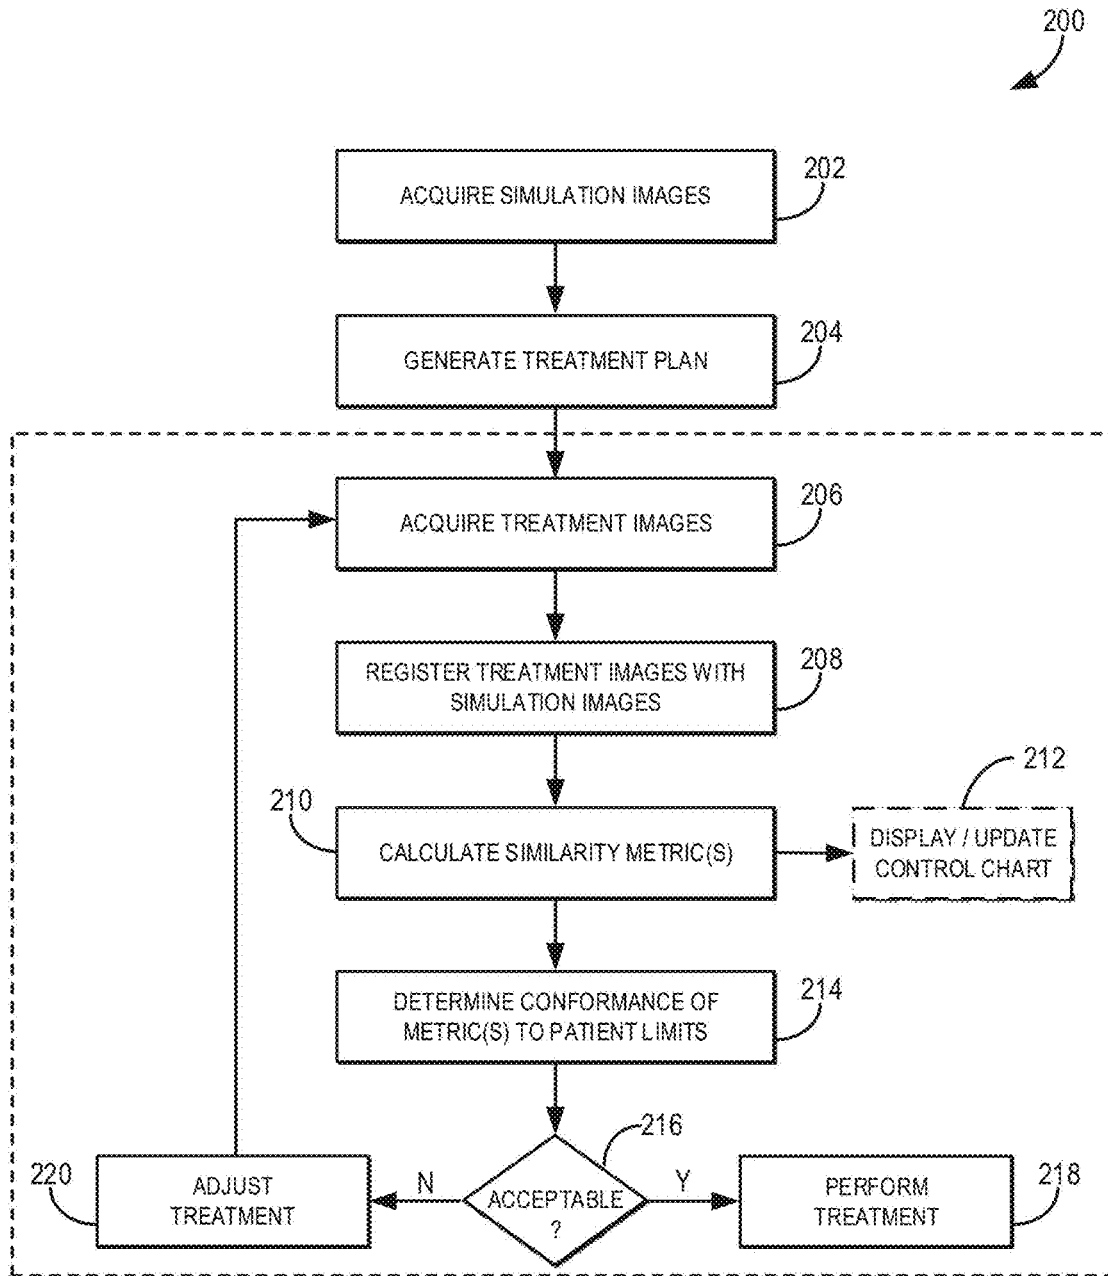 200
ACQUIRE SIMULATION IMAGES
202
GENERATE TREATMENT PLAN
204
ACQUIRE TREATMENT IMAGES
206
REGISTER TREATMENT IMAGES WITH
SIMULATION IMAGES
208
210
CALCULATE SIMILARITY METRIC(S)
212
DISPLAY / UPDATE
CONTROL CHART
DETERMINE CONFORMANCE OF
METRIC(S) TO PATIENT LIMITS
214
216
ACCEPTABLE
?
N
Y
220
ADJUST
TREATMENT
PERFORM
TREATMENT
218